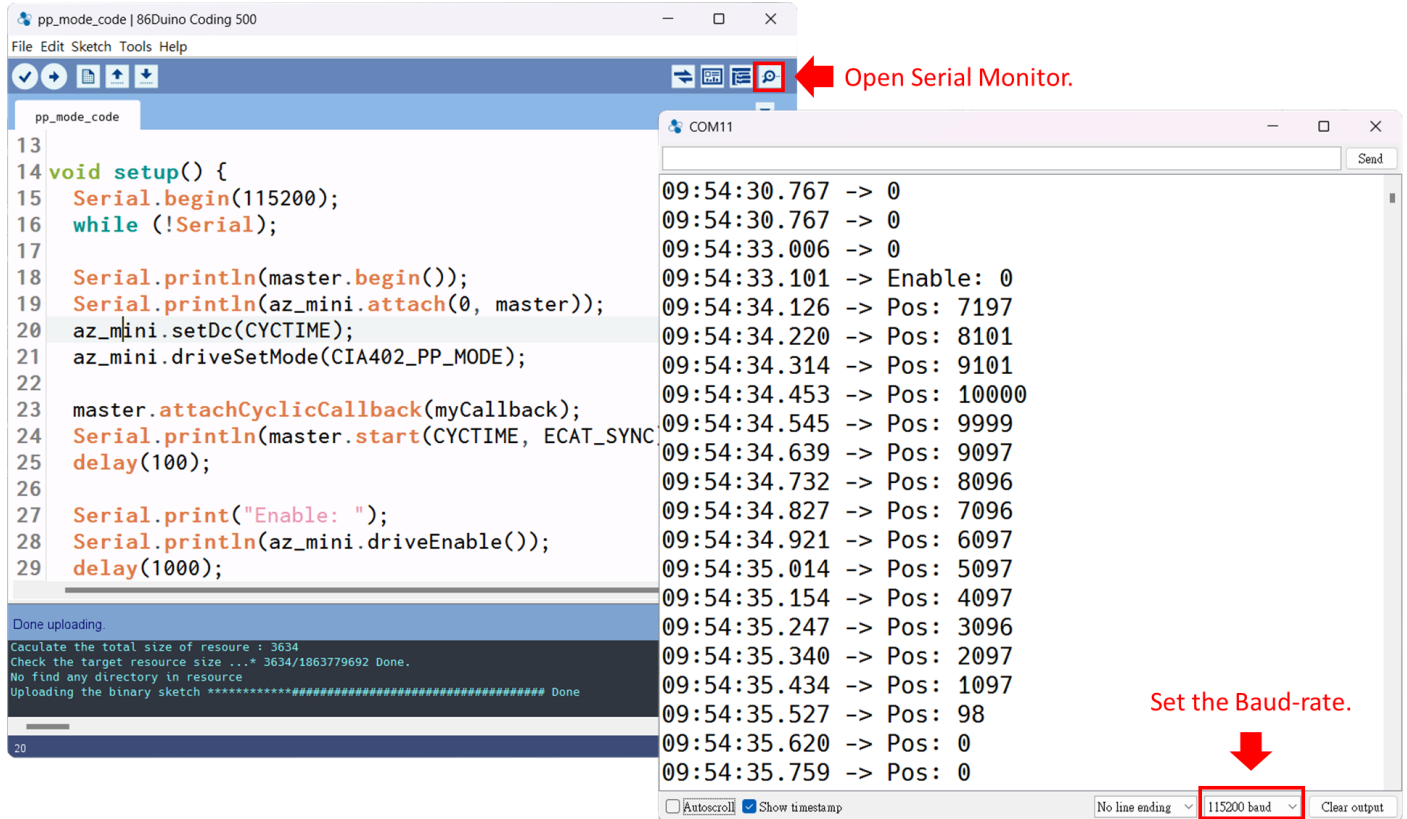 pp_mode_code | 86Duino Coding 500
File Edit Sketch Tools Help
Open Serial Monitor.
pp_mode_code
13
14 void setup() {
15 Serial.begin(115200);
16 while (!Serial);
17
18 Serial.println(master.begin());
19 Serial.println(az_mini.attach(0, master));
20 az_mini.setDc(CYCTIME);
21 az_mini.driveSetMode(CIA402_PP_MODE);
22
23 master.attachCyclicCallback(myCallback);
24 Serial.println(master.start(CYCTIME, ECAT_SYNC
25 delay(100);
26
27 Serial.print("Enable: ");
28 Serial.println(az_mini.driveEnable());
29 delay(1000);
Done uploading.
Caculate the total size of resoure : 3634
Check the target resource size ...* 3634/1863779692 Done.
No find any directory in resource
Uploading the binary sketch ************#################################### Done
20
COM11
Send
09:54:30.767 -> 0
09:54:30.767 -> 0
09:54:33.006 -> 0
09:54:33.101 -> Enable: 0
09:54:34.126 -> Pos: 7197
09:54:34.220 -> Pos: 8101
09:54:34.314 -> Pos: 9101
09:54:34.453 -> Pos: 10000
09:54:34.545 -> Pos: 9999
09:54:34.639 -> Pos: 9097
09:54:34.732 -> Pos: 8096
09:54:34.827 -> Pos: 7096
09:54:34.921 -> Pos: 6097
09:54:35.014 -> Pos: 5097
09:54:35.154 -> Pos: 4097
09:54:35.247 -> Pos: 3096
09:54:35.340 -> Pos: 2097
09:54:35.434 -> Pos: 1097
09:54:35.527 -> Pos: 98
09:54:35.620 -> Pos: 0
09:54:35.759 -> Pos: 0
Set the Baud-rate.
Autoscroll Show timestamp No line ending 115200 baud Clear output